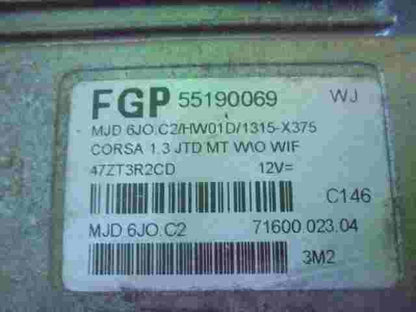 FGP 55190069 WJ
MJD 6JO.C2/HW01D/1315-X375
CORSA 1.3 JTD MT W\O WIF
47ZT3R2CD 12V=
C146
MJD 6JO.C2 71600.023.04
3M2